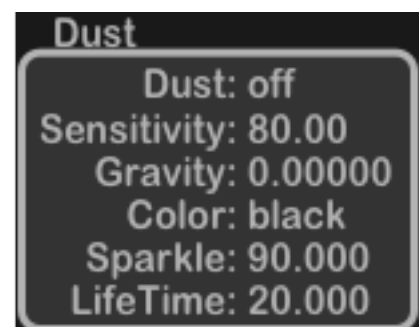 Dust
Dust: off
Sensitivity: 80.00
Gravity: 0.00000
Color: black
Sparkle: 90.000
LifeTime: 20.000